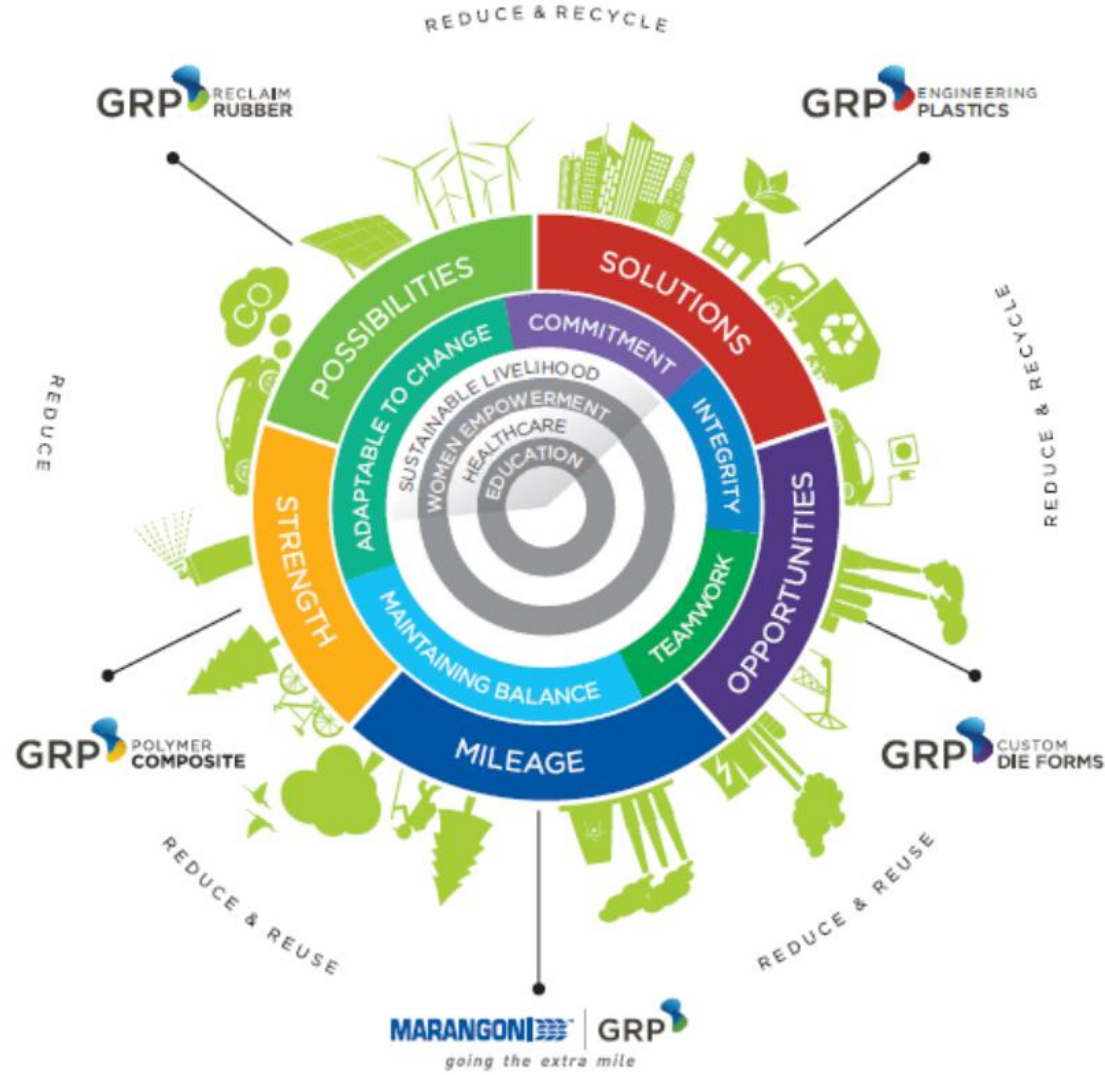 REDUCE & RECYCLE
GRP RECLAIM RUBBER
GRP ENGINEERING PLASTICS
POSSIBILITIES
SOLUTIONS
CO
REDUCE
REDUCE & RECYCLE
ADAPTABLE TO CHANGE
COMMITMENT
INTEGRITY
SUSTAINABLE LIVELIHOOD
WOMEN EMPOWERMENT
HEALTHCARE
EDUCATION
STRENGTH
OPPORTUNITIES
MAINTAINING BALANCE
TEAMWORK
MILEAGE
GRP POLYMER COMPOSITE
GRP CUSTOM DIE FORMS
REDUCE & REUSE
REDUCE & REUSE
MARANGONI GRP
going the extra mile